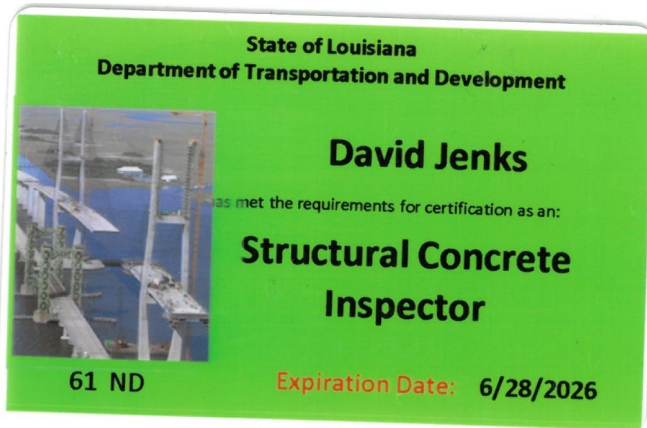 State of Louisiana
Department of Transportation and Development
David Jenks
has met the requirements for certification as an:
Structural Concrete
Inspector
61 ND
Expiration Date: 6/28/2026